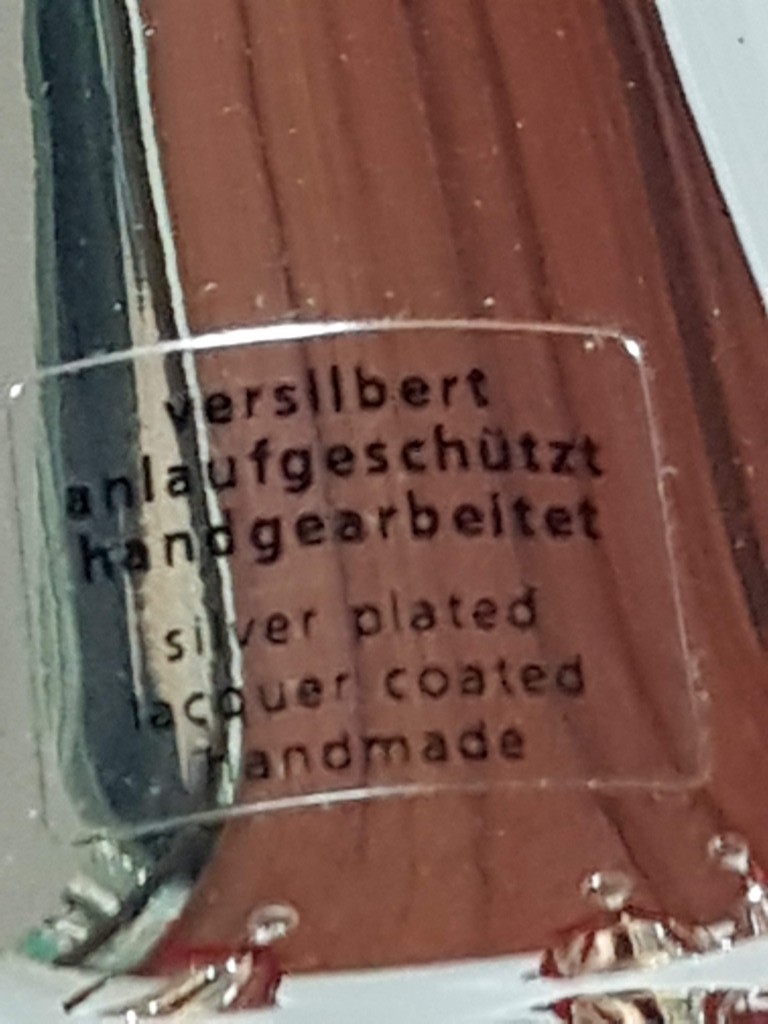 versilbert
anlaufgeschützt
handgearbeitet
silver plated
lacquer coated
handmade